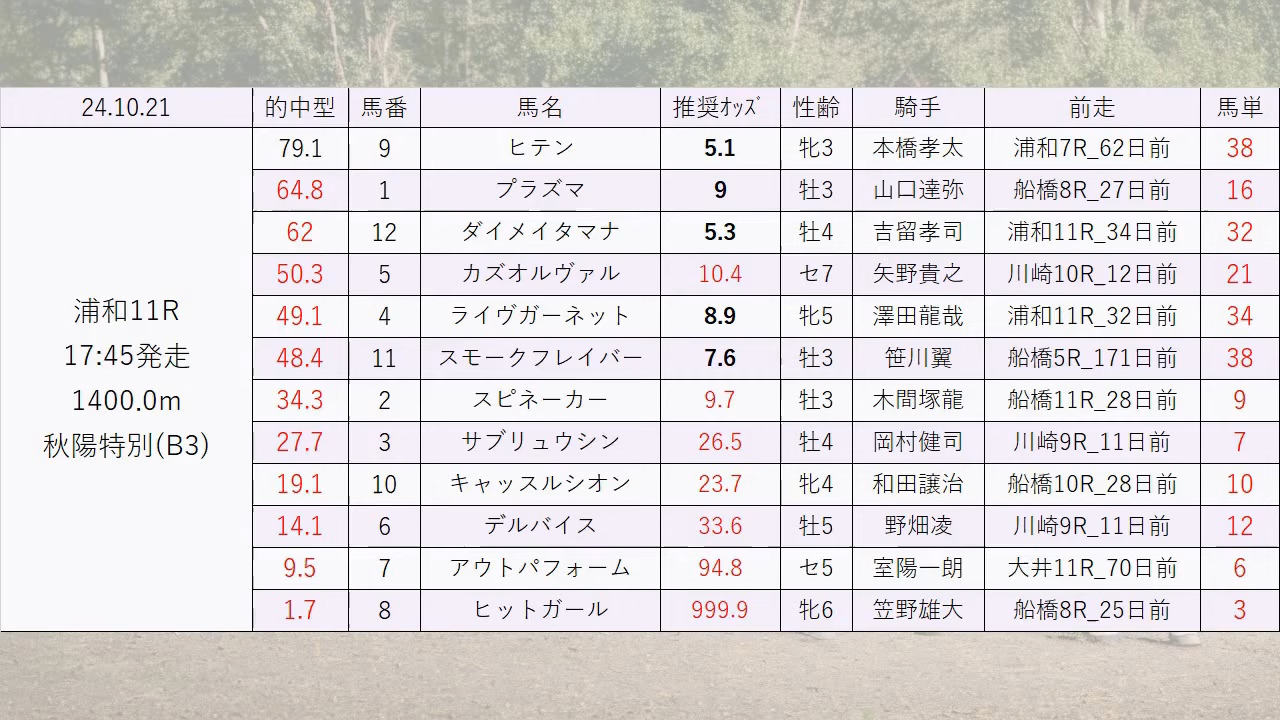 24.10.21 的中型 馬番 馬名 推奨ｵｯｽﾞ 性齢 騎手 前走 馬単
浦和11R
17:45発走
1400.0m
秋陽特別(B3)
79.1 9 ヒテン 5.1 牝3 本橋孝太 浦和7R_62日前 38
64.8 1 プラズマ 9 牡3 山口達弥 船橋8R_27日前 16
62 12 ダイメイタマナ 5.3 牡4 吉留孝司 浦和11R_34日前 32
50.3 5 カズオルヴァル 10.4 セ7 矢野貴之 川崎10R_12日前 21
49.1 4 ライヴガーネット 8.9 牝5 澤田龍哉 浦和11R_32日前 34
48.4 11 スモークフレイバー 7.6 牡3 笹川翼 船橋5R_171日前 38
34.3 2 スピネーカー 9.7 牡3 木間塚龍 船橋11R_28日前 9
27.7 3 サブリュウシン 26.5 牡4 岡村健司 川崎9R_11日前 7
19.1 10 キャッスルシオン 23.7 牝4 和田譲治 船橋10R_28日前 10
14.1 6 デルバイス 33.6 牡5 野畑凌 川崎9R_11日前 12
9.5 7 アウトパフォーム 94.8 セ5 室陽一朗 大井11R_70日前 6
1.7 8 ヒットガール 999.9 牝6 笠野雄大 船橋8R_25日前 3